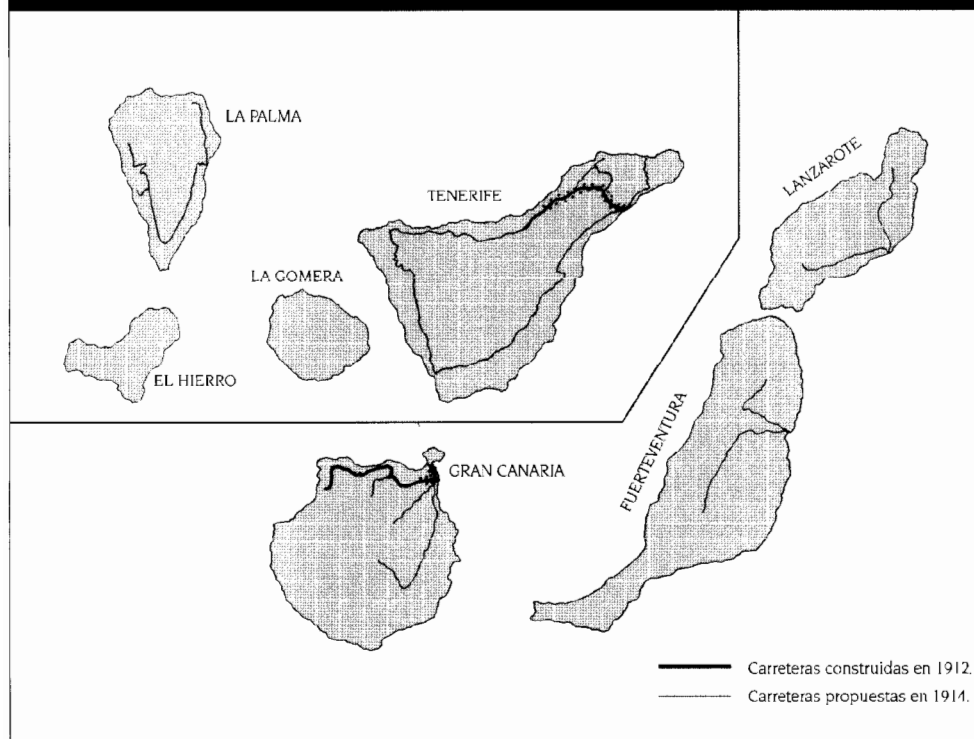 LA PALMA
TENERIFE
LANZAROTE
LA GOMERA
EL HIERRO
FUERTEVENTURA
GRAN CANARIA
Carreteras construidas en 1912.
Carreteras propuestas en 1914.